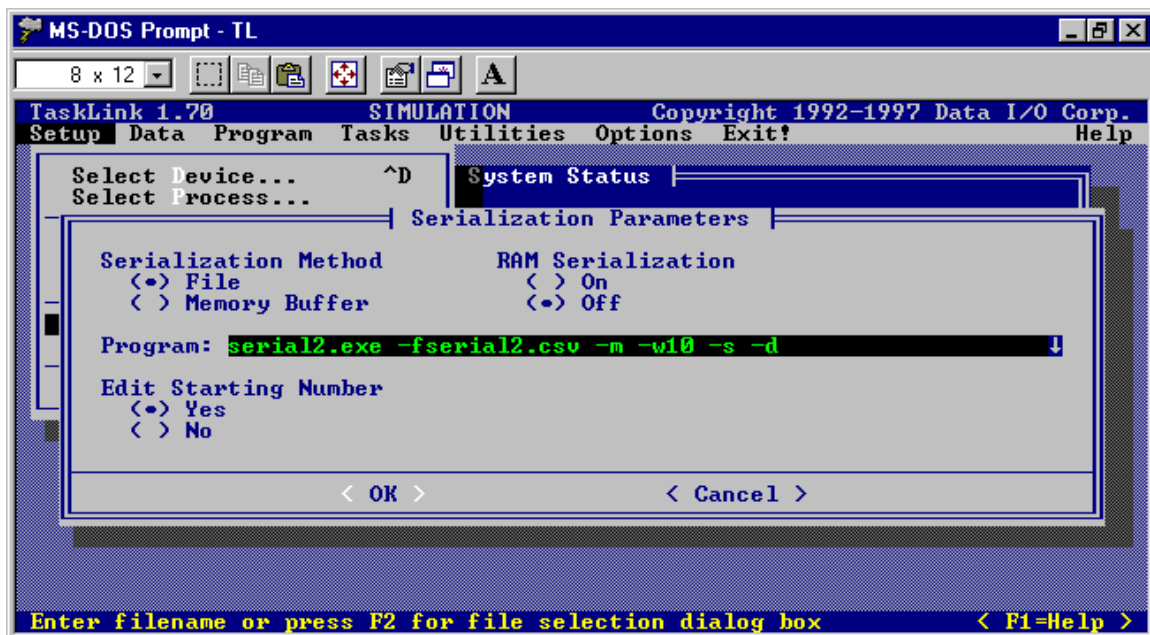 MS-DOS Prompt - TL
8 x 12 A
TaskLink 1.70 SIMULATION Copyright 1992-1997 Data I/O Corp.
Setup Data Program Tasks Utilities Options Exit! Help
Select Device... ^D System Status
Select Process...
Serialization Parameters
Serialization Method RAM Serialization
(•) File ( ) On
( ) Memory Buffer (•) Off
Program: serial2.exe -fserial2.csv -m -w10 -s -d ↓
Edit Starting Number
(•) Yes
( ) No
< OK > < Cancel >
Enter filename or press F2 for file selection dialog box < F1=Help >